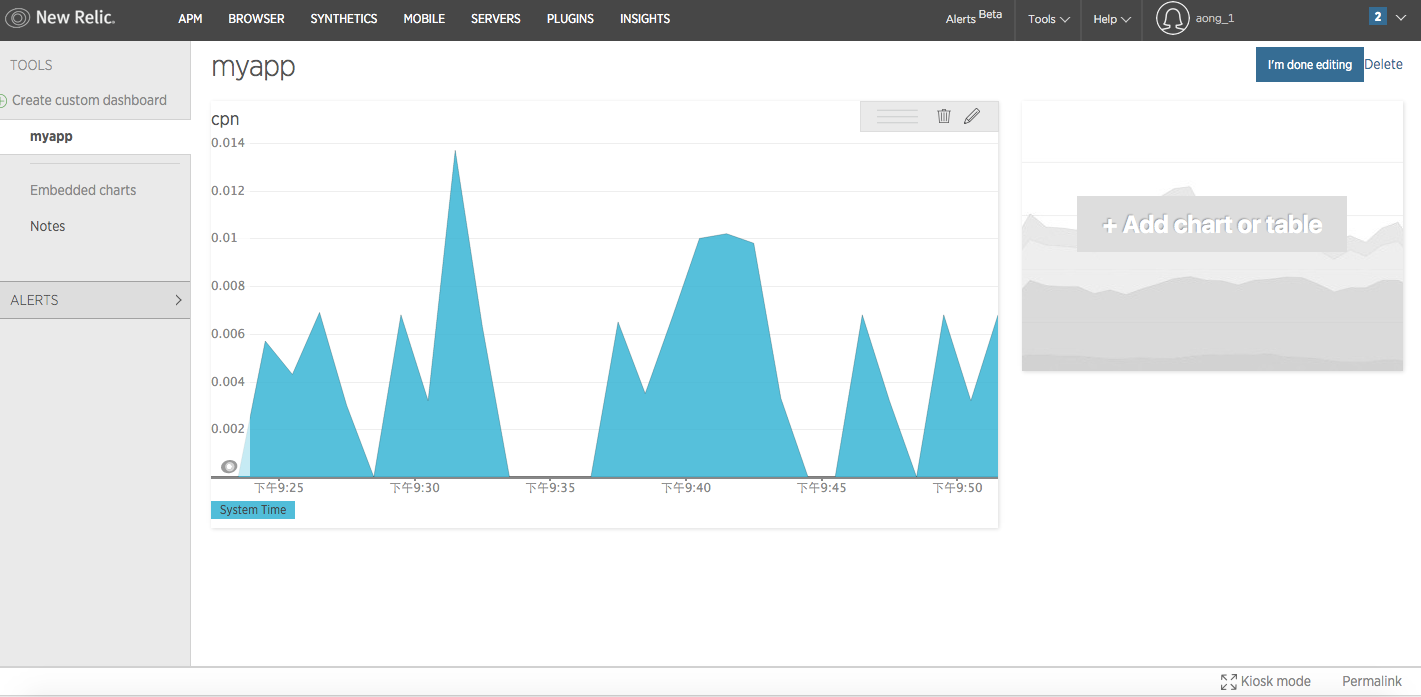 New Relic. APM BROWSER SYNTHETICS MOBILE SERVERS PLUGINS INSIGHTS Alerts Beta Tools Help aong_1 2
TOOLS
Create custom dashboard
myapp
Embedded charts
Notes
ALERTS
myapp
I'm done editing Delete
cpn
0.014
0.012
0.01
0.008
0.006
0.004
0.002
下午9:25 下午9:30 下午9:35 下午9:40 下午9:45 下午9:50
System Time
+ Add chart or table
Kiosk mode Permalink